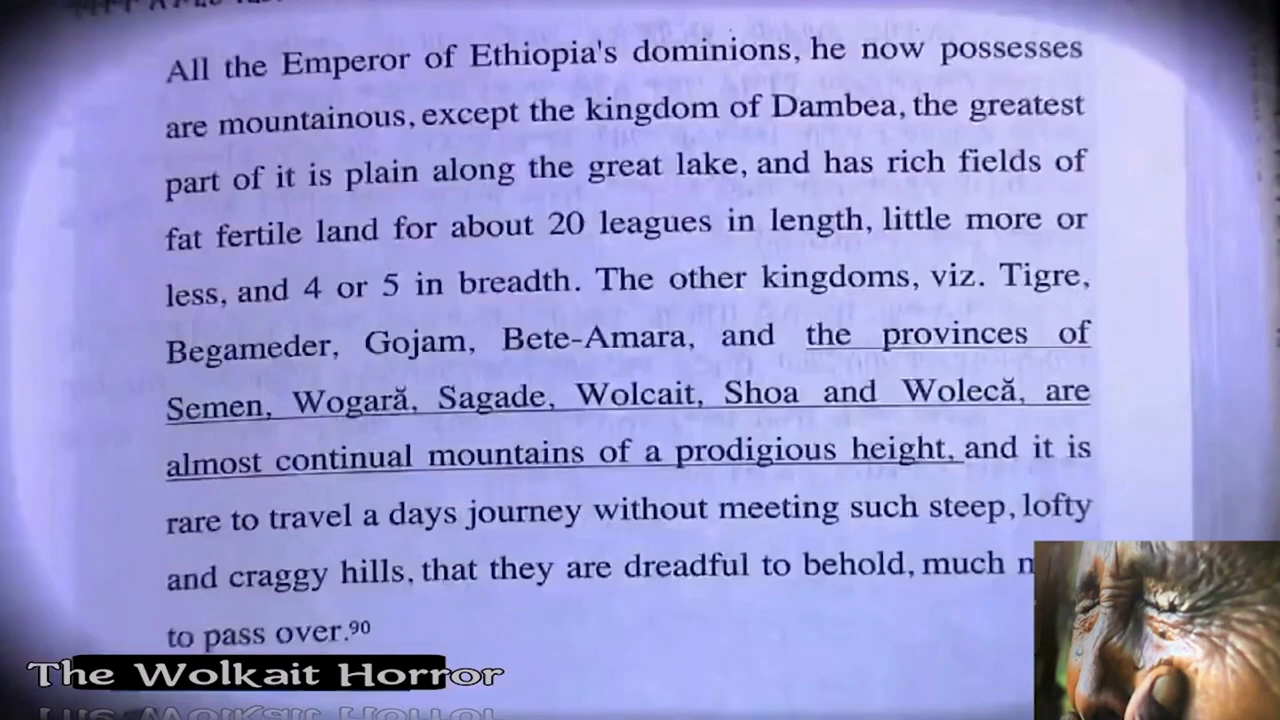 All the Emperor of Ethiopia's dominions, he now possesses
are mountainous, except the kingdom of Dambea, the greatest
part of it is plain along the great lake, and has rich fields of
fat fertile land for about 20 leagues in length, little more or
less, and 4 or 5 in breadth. The other kingdoms, viz. Tigre,
Begameder, Gojam, Bete-Amara, and the provinces of
Semen, Wogară, Sagade, Wolcait, Shoa and Wolecă, are
almost continual mountains of a prodigious height, and it is
rare to travel a days journey without meeting such steep, lofty
and craggy hills, that they are dreadful to behold, much
to pass over.90
The Wolkait Horror